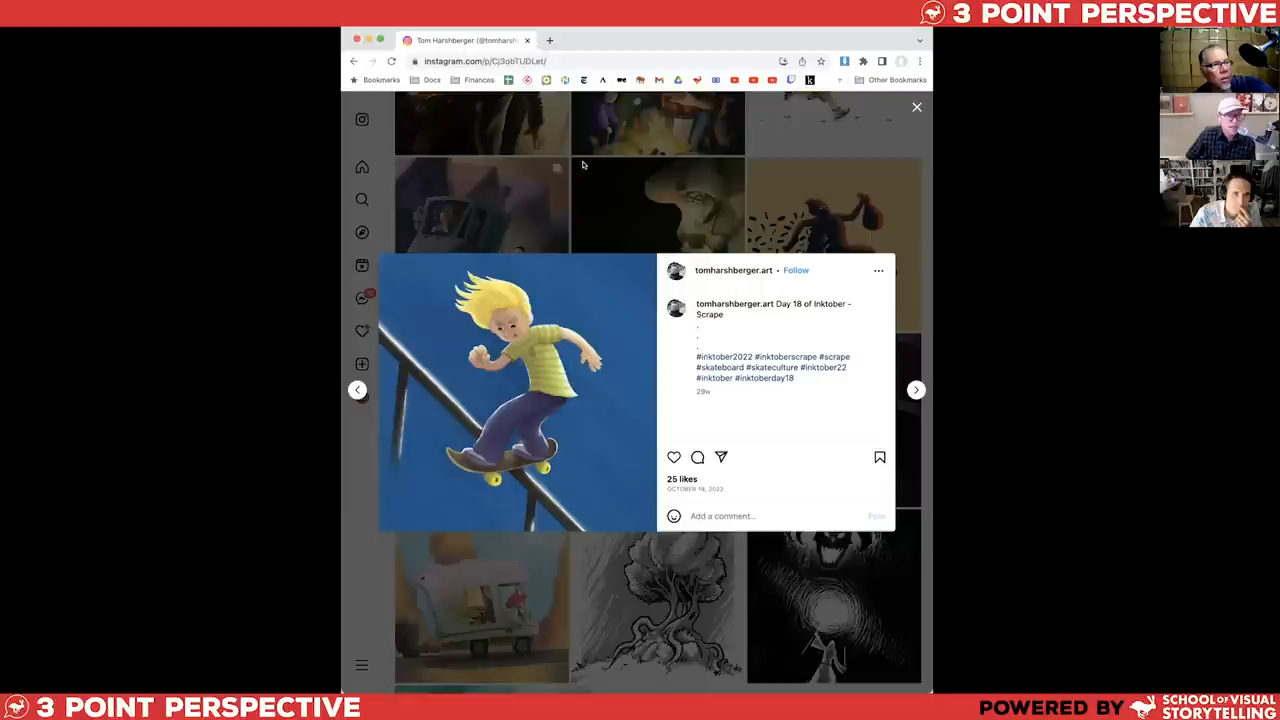 3 POINT PERSPECTIVE
Tom Harshberger (@tomharsh
instagram.com/p/Cj3obTUDLet/
Bookmarks
Docs
Finances
Other Bookmarks
tomharshberger.art • Follow
tomharshberger.art Day 18 of Inktober -
Scrape
.
.
.
#inktober2022 #inktoberscrape #scrape
#skateboard #skateculture #inktober22
#inktober #inktoberday18
29w
25 likes
OCTOBER 18, 2022
Add a comment...
Post
3 POINT PERSPECTIVE
POWERED BY
SCHOOL OF VISUAL
STORYTELLING